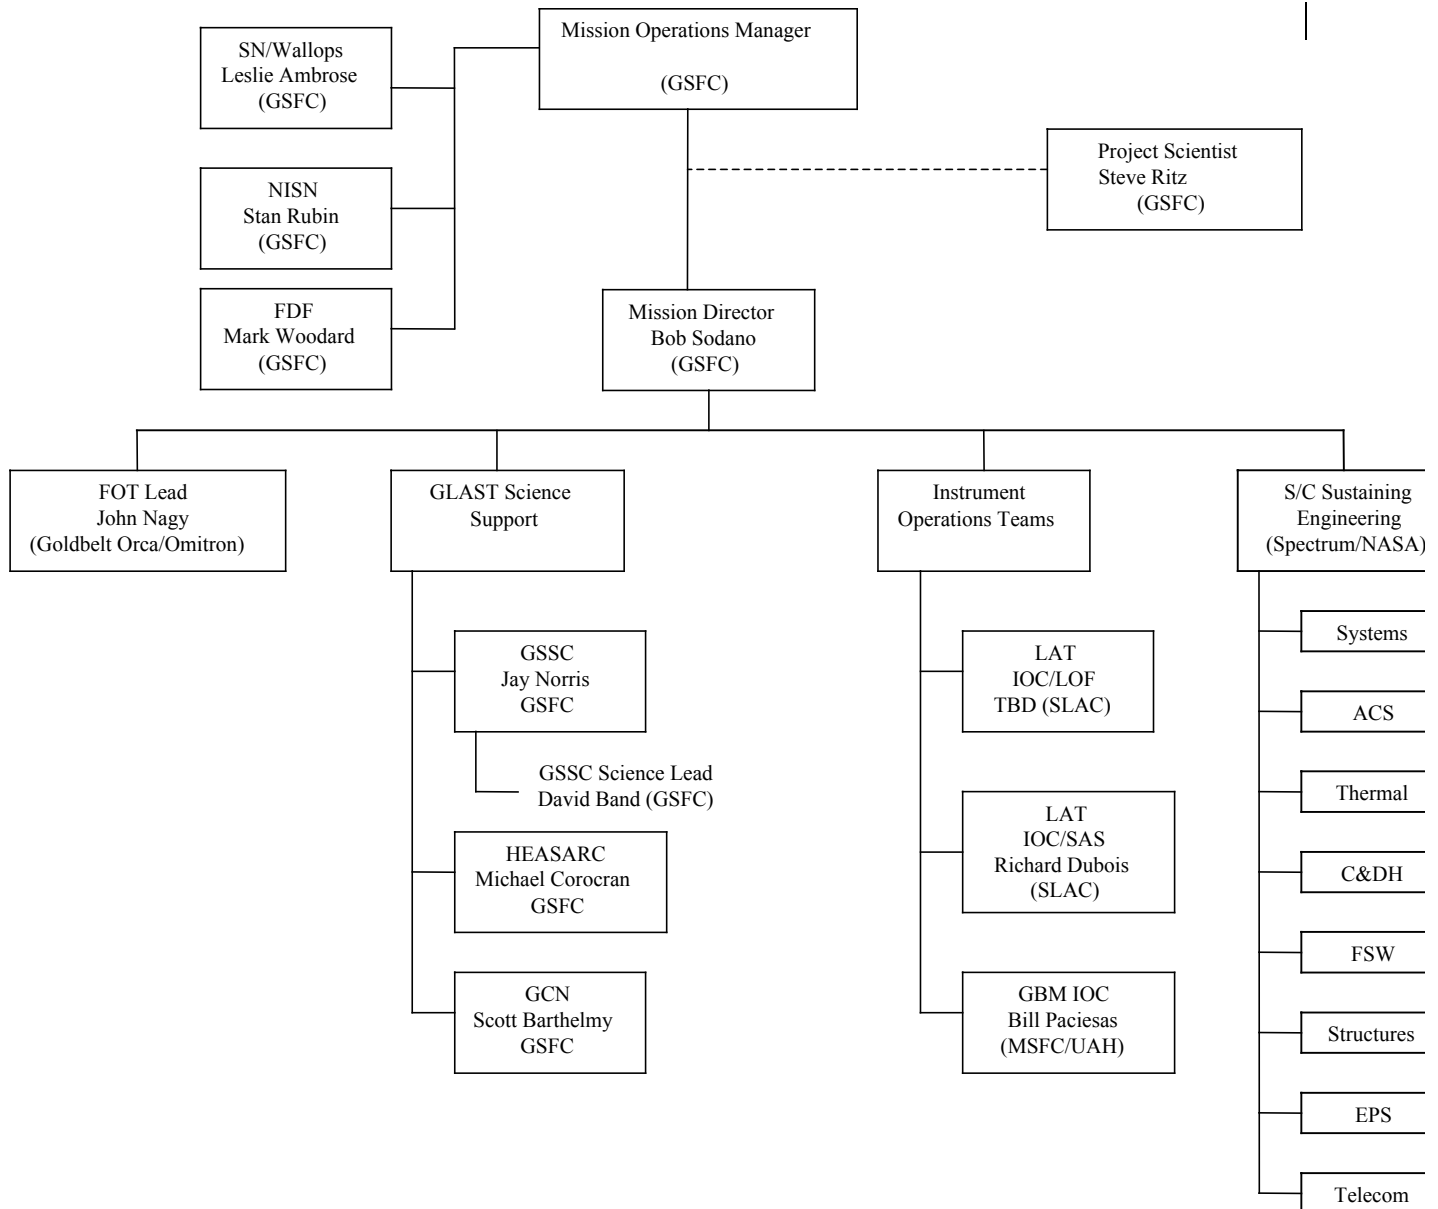 Mission Operations Manager
(GSFC)
SN/Wallops
Leslie Ambrose
(GSFC)
NISN
Stan Rubin
(GSFC)
FDF
Mark Woodard
(GSFC)
Project Scientist
Steve Ritz
(GSFC)
Mission Director
Bob Sodano
(GSFC)
FOT Lead
John Nagy
(Goldbelt Orca/Omitron)
GLAST Science
Support
GSSC
Jay Norris
GSFC
GSSC Science Lead
David Band (GSFC)
HEASARC
Michael Corocran
GSFC
GCN
Scott Barthelmy
GSFC
Instrument
Operations Teams
LAT
IOC/LOF
TBD (SLAC)
LAT
IOC/SAS
Richard Dubois
(SLAC)
GBM IOC
Bill Paciesas
(MSFC/UAH)
S/C Sustaining
Engineering
(Spectrum/NASA)
Systems
ACS
Thermal
C&DH
FSW
Structures
EPS
Telecom